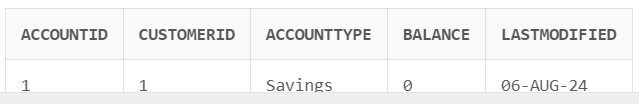 ACCOUNTID CUSTOMERID ACCOUNTTYPE BALANCE LASTMODIFIED
1 1 Savings 0 06-AUG-24